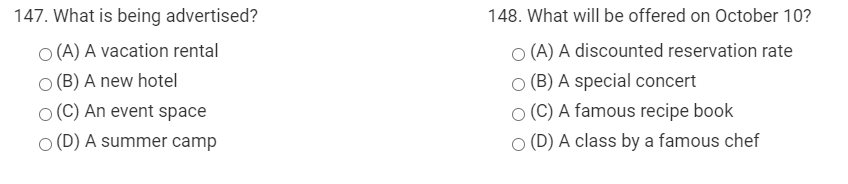 147. What is being advertised?
(A) A vacation rental
(B) A new hotel
(C) An event space
(D) A summer camp
148. What will be offered on October 10?
(A) A discounted reservation rate
(B) A special concert
(C) A famous recipe book
(D) A class by a famous chef